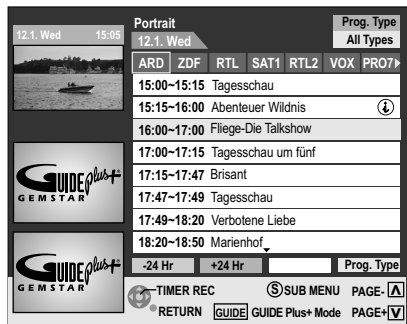 12.1. Wed 15:05
Portrait
Prog. Type
12.1. Wed
All Types
ARD ZDF RTL SAT1 RTL2 VOX PRO7
15:00~15:15 Tagesschau
15:15~16:00 Abenteuer Wildnis i
16:00~17:00 Fliege-Die Talkshow
17:00~17:15 Tagesschau um fünf
17:15~17:47 Brisant
17:47~17:49 Tagesschau
17:49~18:20 Verbotene Liebe
18:20~18:50 Marienhof
GUIDE plus+
GEMSTAR
GUIDE plus+
GEMSTAR
-24 Hr +24 Hr Prog. Type
TIMER REC S SUB MENU PAGE- Λ
RETURN GUIDE GUIDE Plus+ Mode PAGE+ V